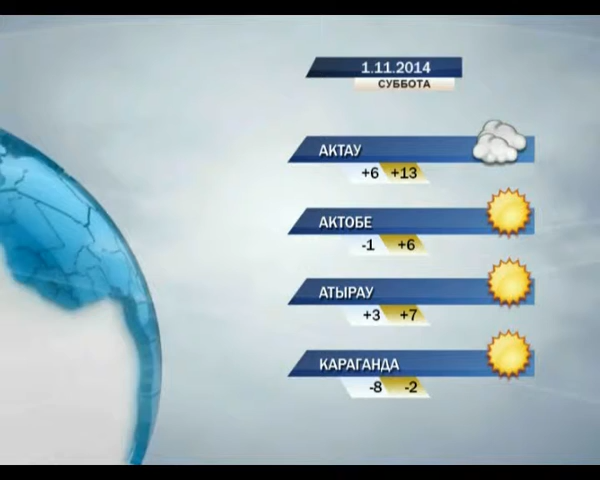 1.11.2014
СУББОТА
АКТАУ
+6 +13
АКТОБЕ
-1 +6
АТЫРАУ
+3 +7
КАРАГАНДА
-8 -2